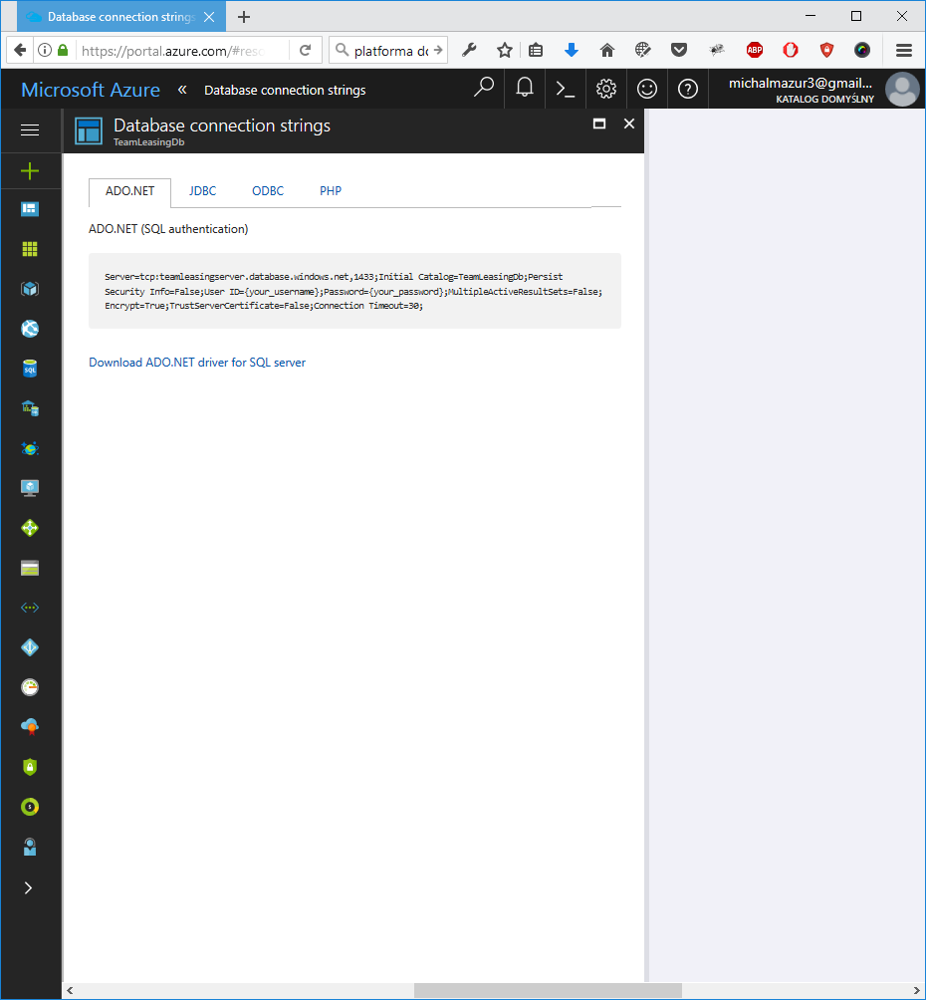 Database connection strings
https://portal.azure.com/#reso
platforma do
ABP
Microsoft Azure « Database connection strings
michalmazur3@gmail...
KATALOG DOMYŚLNY
Database connection strings
TeamLeasingDb
ADO.NET JDBC ODBC PHP
ADO.NET (SQL authentication)
Server=tcp:teamleasingserver.database.windows.net,1433;Initial Catalog=TeamLeasingDb;Persist
Security Info=False;User ID={your_username};Password={your_password};MultipleActiveResultSets=False;
Encrypt=True;TrustServerCertificate=False;Connection Timeout=30;
Download ADO.NET driver for SQL server
SQL